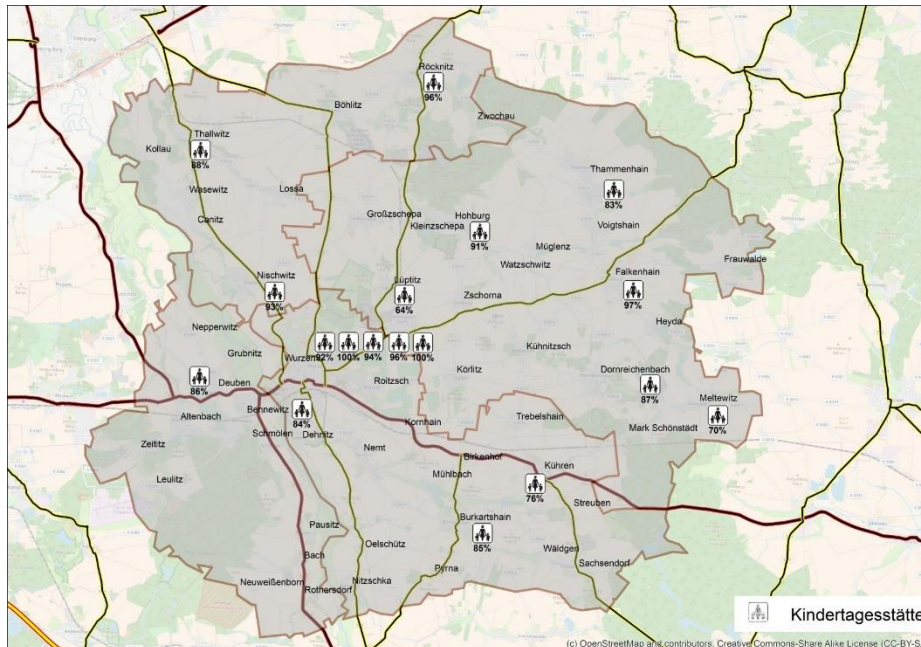 Röcknitz
96%
Böhlitz
Zwochau
Thallwitz
Kollau
88%
Thammenhain
83%
Wasewitz
Lossa
Canitz
Großzschepa
Kleinzschepa
Hohburg
91%
Voigtshain
Müglenz
Watzschwitz
Frauwalde
Nischwitz
93%
Lüptitz
64%
Zschorna
Falkenhain
97%
Heyda
Nepperwitz
Grubnitz
Wurzen
92%
100%
94%
96%
100%
Kühnitzsch
Körlitz
Dornreichenbach
87%
Deuben
86%
Roitzsch
Meltewitz
70%
Altenbach
Bennewitz
84%
Schmölen
Dehnitz
Kornhain
Trebelshain
Mark Schönstädt
Zeititz
Leulitz
Nemt
Birkenhof
Mühlbach
Kühren
76%
Streuben
Burkartshain
85%
Pausitz
Oelschütz
Wäldgen
Sachsendorf
Bach
Pyrna
Neuweißenborn
Rothersdorf
Nitzschka
Kindertagesstätte
(c) OpenStreetMap and contributors, Creative Commons-Share Alike License (CC-BY-S